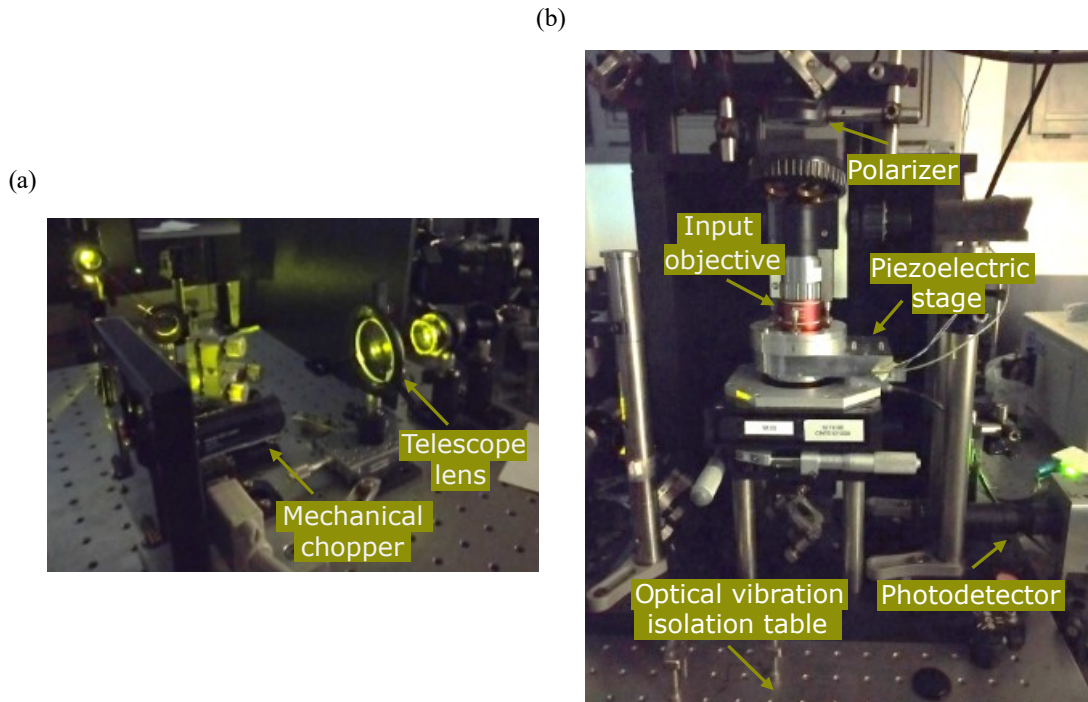 (b)
(a)
Polarizer
Input
objective
Piezoelectric
stage
Telescope
lens
Mechanical
chopper
Optical vibration
isolation table
Photodetector